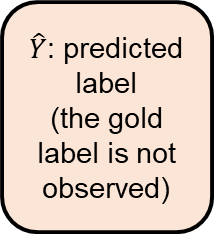 Ŷ: predicted
label
(the gold
label is not
observed)